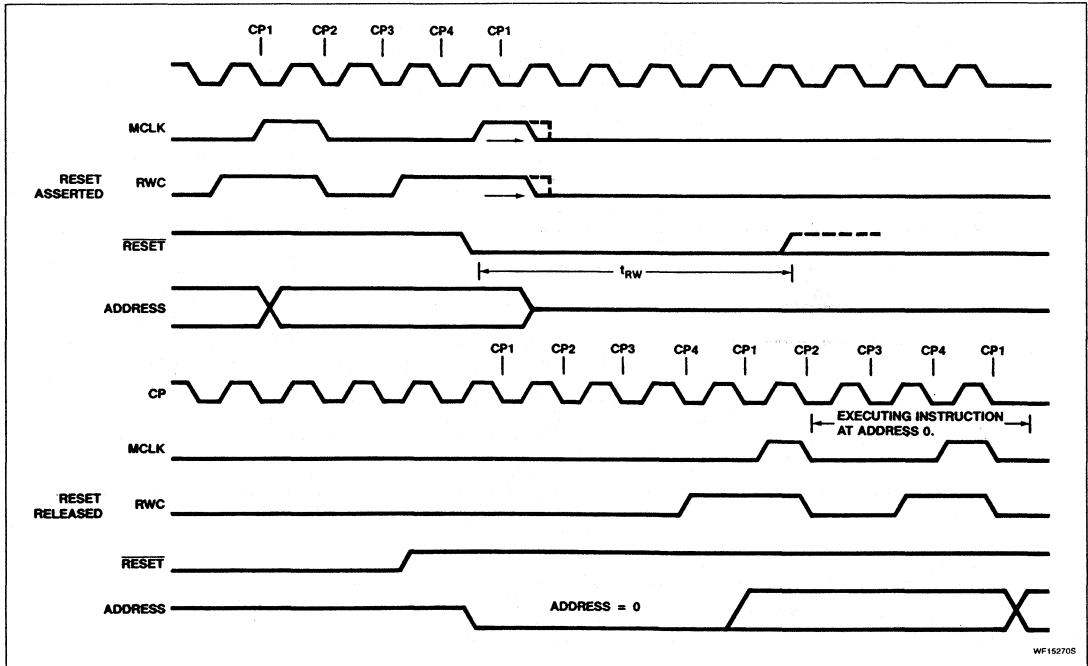 CP1 CP2 CP3 CP4 CP1
MCLK
RESET
ASSERTED
RWC
RESET
tRW
ADDRESS
CP1 CP2 CP3 CP4 CP1 CP2 CP3 CP4 CP1
CP
EXECUTING INSTRUCTION
AT ADDRESS 0.
MCLK
RESET
RELEASED
RWC
RESET
ADDRESS
ADDRESS = 0
WF15270S